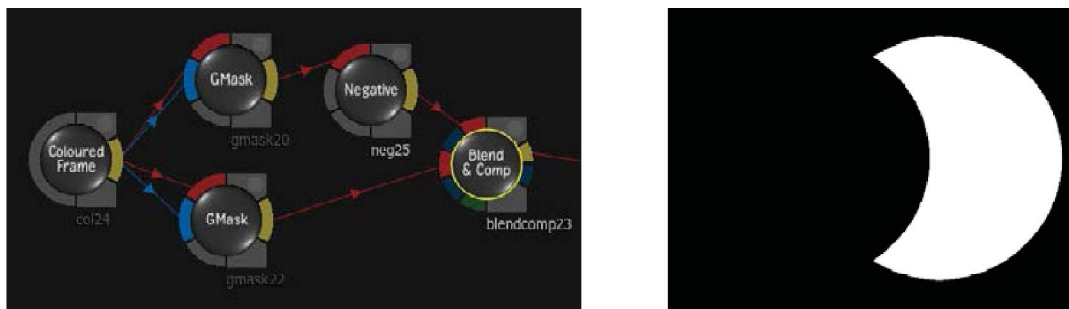 GMask
gmask20
Negative
neg25
Coloured
Frame
col24
Blend
& Comp
blendcomp23
GMask
gmask22